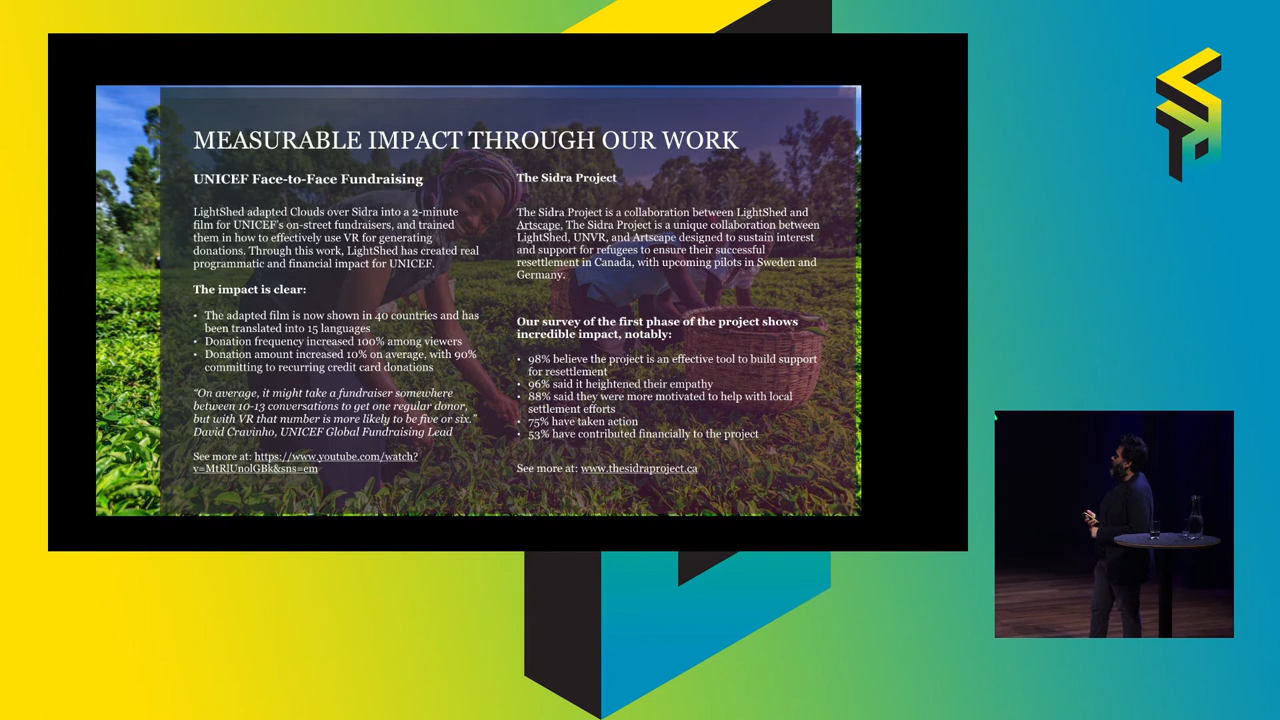 MEASURABLE IMPACT THROUGH OUR WORK
UNICEF Face-to-Face Fundraising
LightShed adapted Clouds over Sidra into a 2-minute
film for UNICEF's on-street fundraisers, and trained
them in how to effectively use VR for generating
donations. Through this work, LightShed has created real
programmatic and financial impact for UNICEF.
The impact is clear:
• The adapted film is now shown in 40 countries and has
been translated into 15 languages
• Donation frequency increased 100% among viewers
• Donation amount increased 10% on average, with 90%
committing to recurring credit card donations
"On average, it might take a fundraiser somewhere
between 10-13 conversations to get one regular donor,
but with VR that number is more likely to be five or six."
David Cravinho, UNICEF Global Fundraising Lead
See more at: https://www.youtube.com/watch?
v=MtRlUnolGBk&sns=em
The Sidra Project
The Sidra Project is a collaboration between LightShed and
Artscape, The Sidra Project is a unique collaboration between
LightShed, UNVR, and Artscape designed to sustain interest
and support for refugees to ensure their successful
resettlement in Canada, with upcoming pilots in Sweden and
Germany.
Our survey of the first phase of the project shows
incredible impact, notably:
• 98% believe the project is an effective tool to build support
for resettlement
• 96% said it heightened their empathy
• 88% said they were more motivated to help with local
settlement efforts
• 75% have taken action
• 53% have contributed financially to the project
See more at: www.thesidraproject.ca